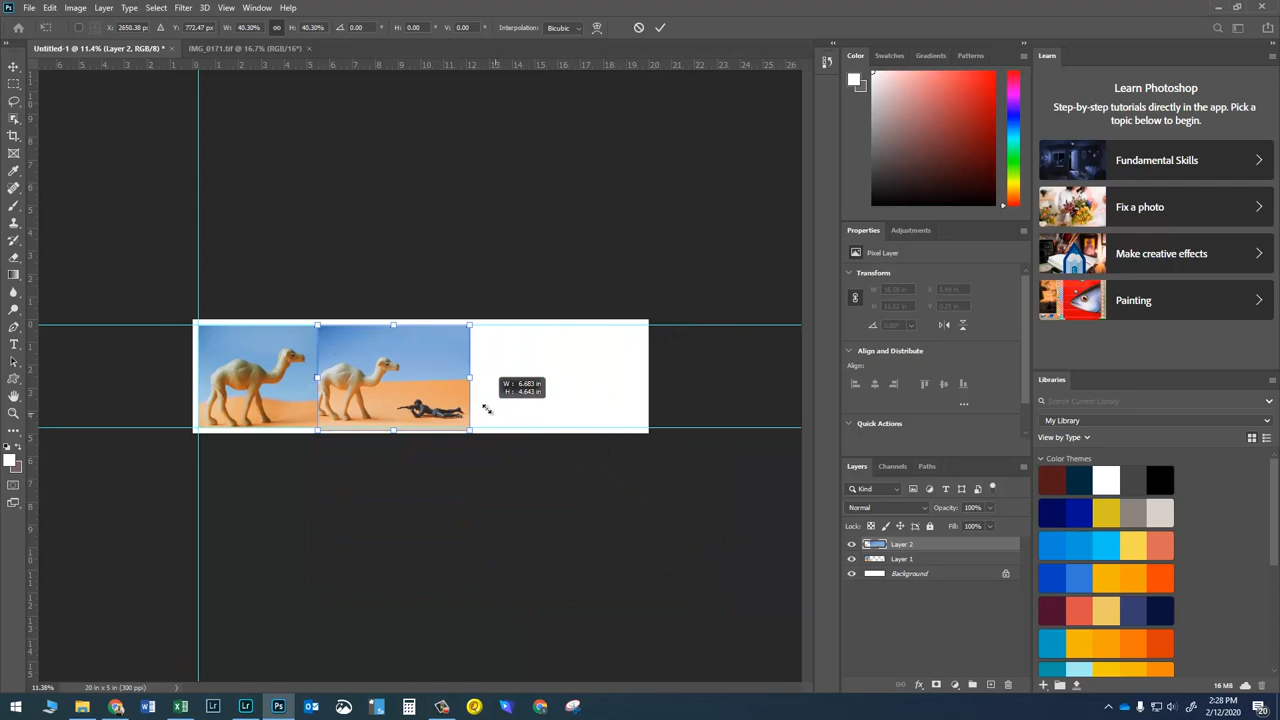 File Edit Image Layer Type Select Filter 3D View Window Help
X: 2650.38 px Y: 772.47 px W: 40.30% H: 40.30% 0.00 ° H: 0.00 ° V: 0.00 ° Interpolation: Bicubic
Untitled-1 @ 11.4% (Layer 2, RGB/8) * × IMG_0171.tif @ 16.7% (RGB/16*) ×
Color Swatches Gradients Patterns
Learn
Learn Photoshop
Step-by-step tutorials directly in the app. Pick a
topic below to begin.
Fundamental Skills
Fix a photo
Make creative effects
Painting
Properties Adjustments
Pixel Layer
Transform
Align and Distribute
Align:
Quick Actions
W : 6.683 in
H : 4.643 in
Libraries
Search Current Library
My Library
View by Type
Color Themes
Layers Channels Paths
Kind
Normal Opacity: 100%
Lock: Fill: 100%
Layer 2
Layer 1
Background
16 MB
11.38% 20 in x 5 in (300 ppi)
2:28 PM
2/12/2020